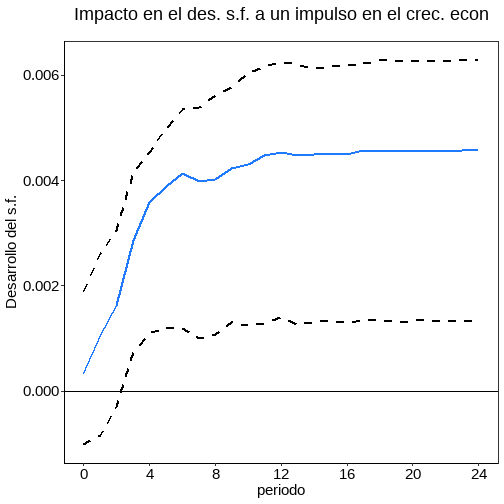 Impacto en el des. s.f. a un impulso en el crec. econ
Desarrollo del s.f.
0.006
0.004
0.002
0.000
0 4 8 12 16 20 24
periodo